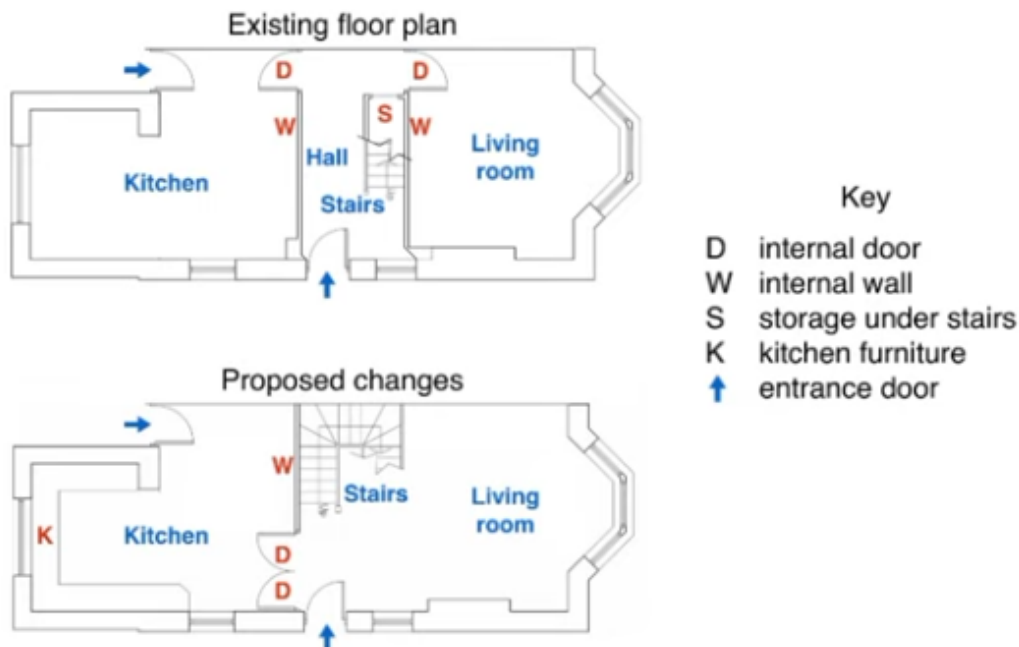 Existing floor plan
D
D
S
W
W
Hall
Living
room
Kitchen
Stairs
Key
D internal door
W internal wall
S storage under stairs
K kitchen furniture
entrance door
Proposed changes
W
Stairs
Living
room
K
Kitchen
D
D